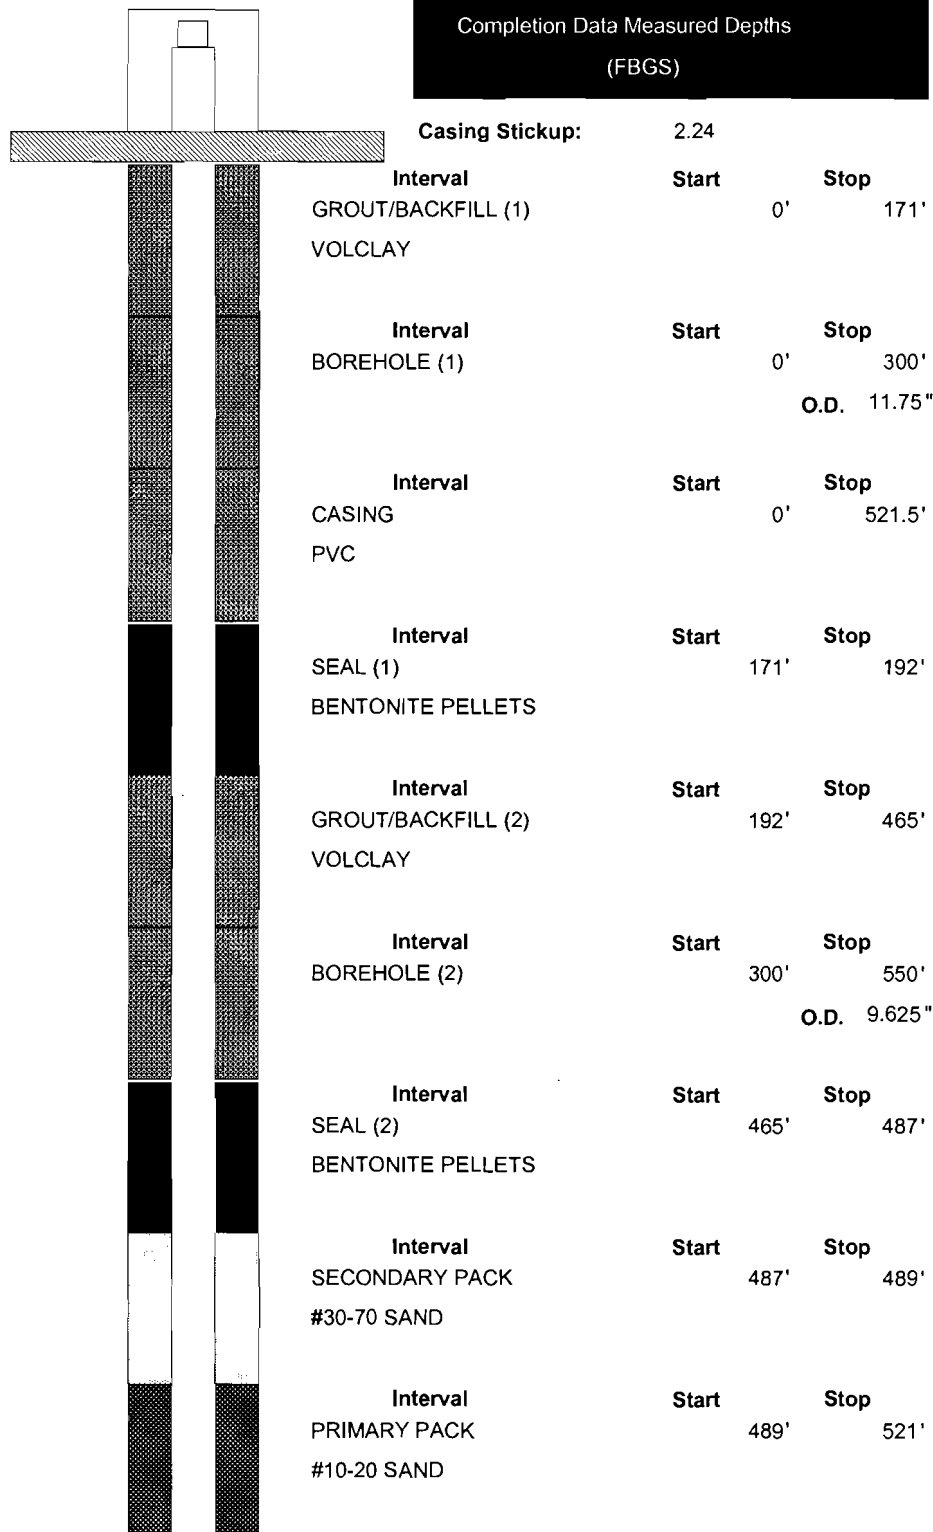 Completion Data Measured Depths
(FBGS)
Casing Stickup: 2.24
Interval Start Stop
GROUT/BACKFILL (1) 0' 171'
VOLCLAY
Interval Start Stop
BOREHOLE (1) 0' 300'
O.D. 11.75"
Interval Start Stop
CASING 0' 521.5'
PVC
Interval Start Stop
SEAL (1) 171' 192'
BENTONITE PELLETS
Interval Start Stop
GROUT/BACKFILL (2) 192' 465'
VOLCLAY
Interval Start Stop
BOREHOLE (2) 300' 550'
O.D. 9.625"
Interval Start Stop
SEAL (2) 465' 487'
BENTONITE PELLETS
Interval Start Stop
SECONDARY PACK 487' 489'
#30-70 SAND
Interval Start Stop
PRIMARY PACK 489' 521'
#10-20 SAND